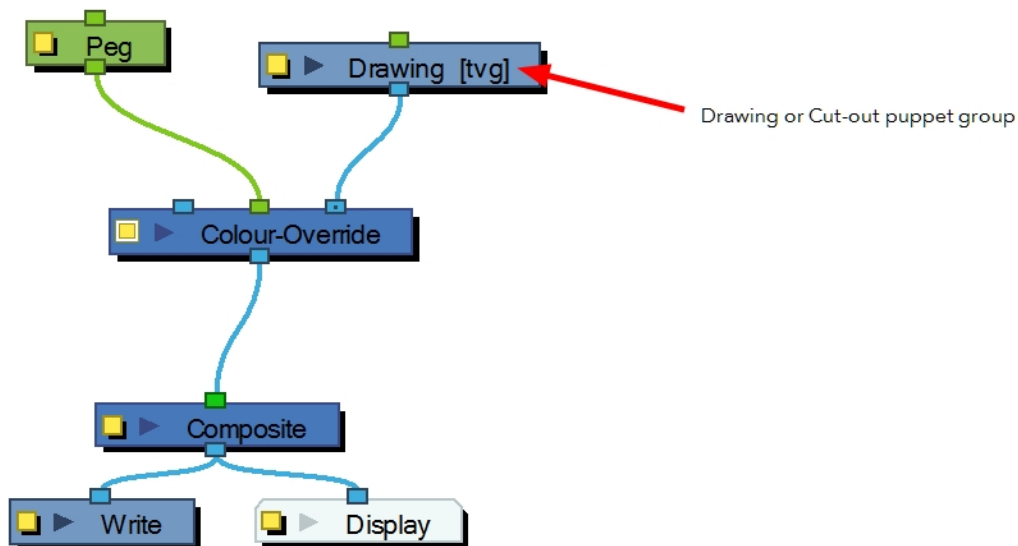 Peg
Drawing [tvg]
Drawing or Cut-out puppet group
Colour-Override
Composite
Write
Display